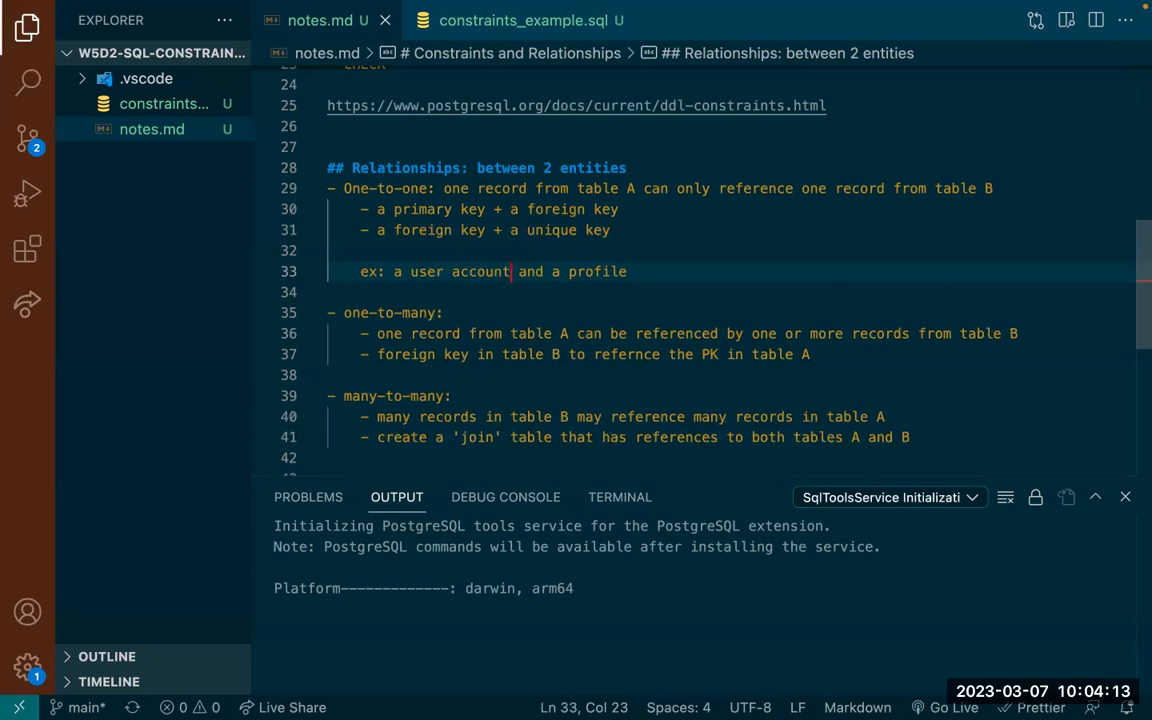 EXPLORER
notes.md U
constraints_example.sql U
W5D2-SQL-CONSTRAIN...
notes.md > # Constraints and Relationships > ## Relationships: between 2 entities
.vscode
constraints... U
notes.md U
24
25 https://www.postgresql.org/docs/current/ddl-constraints.html
26
27
28 ## Relationships: between 2 entities
29 - One-to-one: one record from table A can only reference one record from table B
30 - a primary key + a foreign key
31 - a foreign key + a unique key
32
33 ex: a user account and a profile
34
35 - one-to-many:
36 - one record from table A can be referenced by one or more records from table B
37 - foreign key in table B to refernce the PK in table A
38
39 - many-to-many:
40 - many records in table B may reference many records in table A
41 - create a 'join' table that has references to both tables A and B
42
2
PROBLEMS OUTPUT DEBUG CONSOLE TERMINAL SqlToolsService Initializati
Initializing PostgreSQL tools service for the PostgreSQL extension.
Note: PostgreSQL commands will be available after installing the service.
Platform-------------: darwin, arm64
OUTLINE
TIMELINE
1
2023-03-07 10:04:13
main* 0 0 Live Share Ln 33, Col 23 Spaces: 4 UTF-8 LF Markdown Go Live Prettier